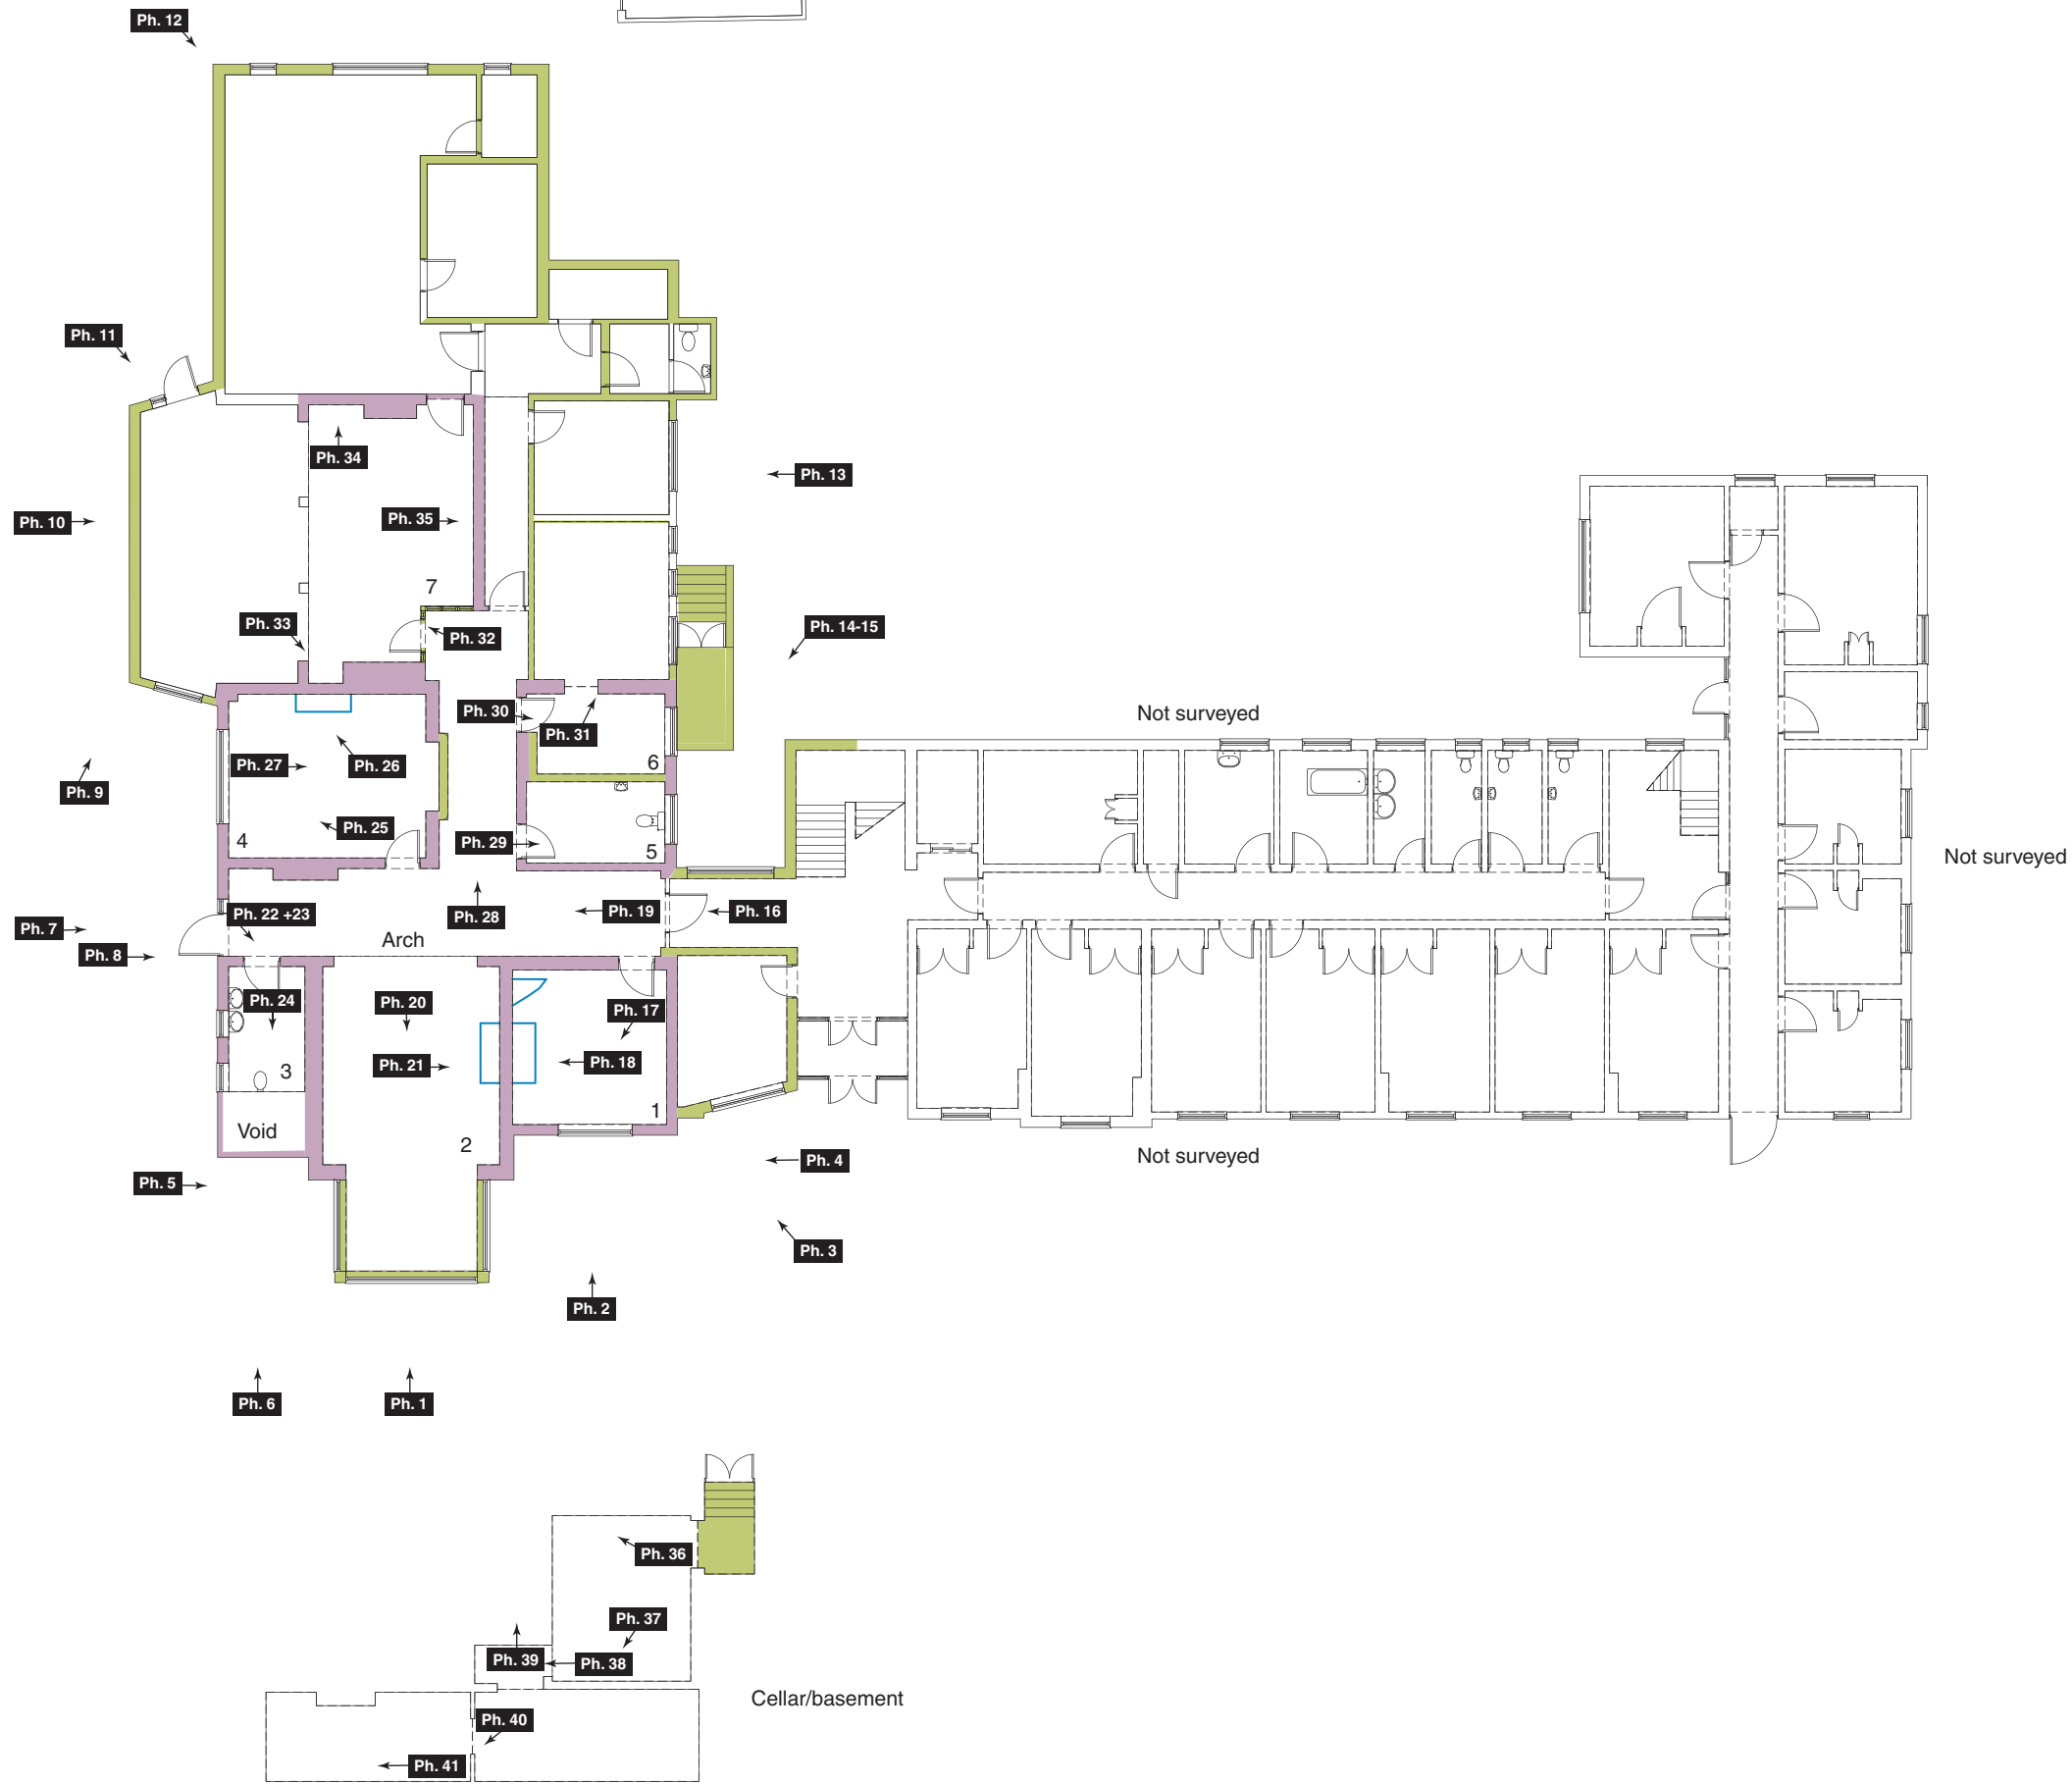 Ph. 12
Ph. 11
Ph. 34
Ph. 13
Ph. 10
Ph. 35
7
Ph. 33
Ph. 32
Ph. 14-15
Ph. 30
Ph. 31
Not surveyed
Ph. 27
Ph. 26
6
Ph. 9
Ph. 25
4
Ph. 29
5
Not surveyed
Ph. 22 +23
Ph. 28
Ph. 19
Ph. 16
Ph. 7
Arch
Ph. 8
Ph. 24
Ph. 20
Ph. 17
Ph. 21
Ph. 18
3
1
Void
2
Not surveyed
Ph. 4
Ph. 5
Ph. 3
Ph. 2
Ph. 6
Ph. 1
Ph. 36
Ph. 37
Ph. 39
Ph. 38
Cellar/basement
Ph. 40
Ph. 41